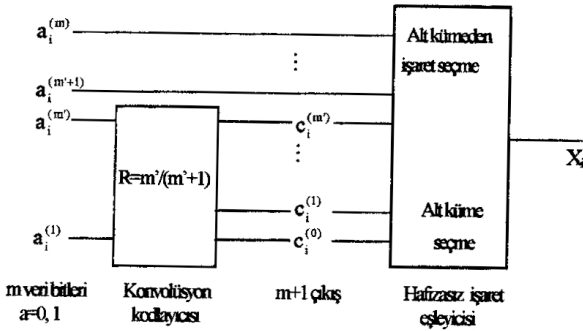 a_i^(m)
Alt kümeden
işaret seçme
a_i^(m'+1)
a_i^(m')
c_i^(m')
R=m'/(m'+1)
X_i
c_i^(1)
Alt küme
a_i^(1)
c_i^(0)
seçme
m veri bitleri
a=0, 1
Konvolüsyon
kodlayıcısı
m+1 çıkış
Hafızasız işaret
eşleyicisi